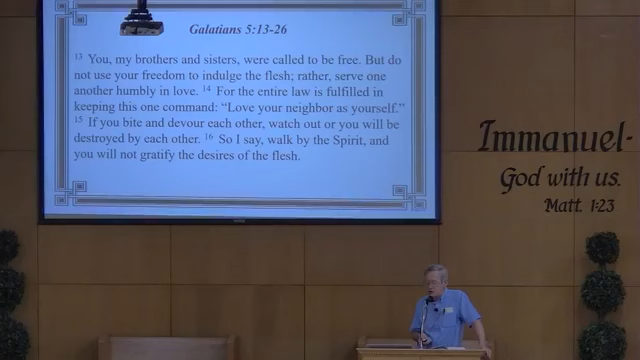 Galatians 5:13-26
13 You, my brothers and sisters, were called to be free. But do
not use your freedom to indulge the flesh; rather, serve one
another humbly in love. 14 For the entire law is fulfilled in
keeping this one command: “Love your neighbor as yourself.”
15 If you bite and devour each other, watch out or you will be
destroyed by each other. 16 So I say, walk by the Spirit, and
you will not gratify the desires of the flesh.
Immanuel-
God with us.
Matt. 1:23